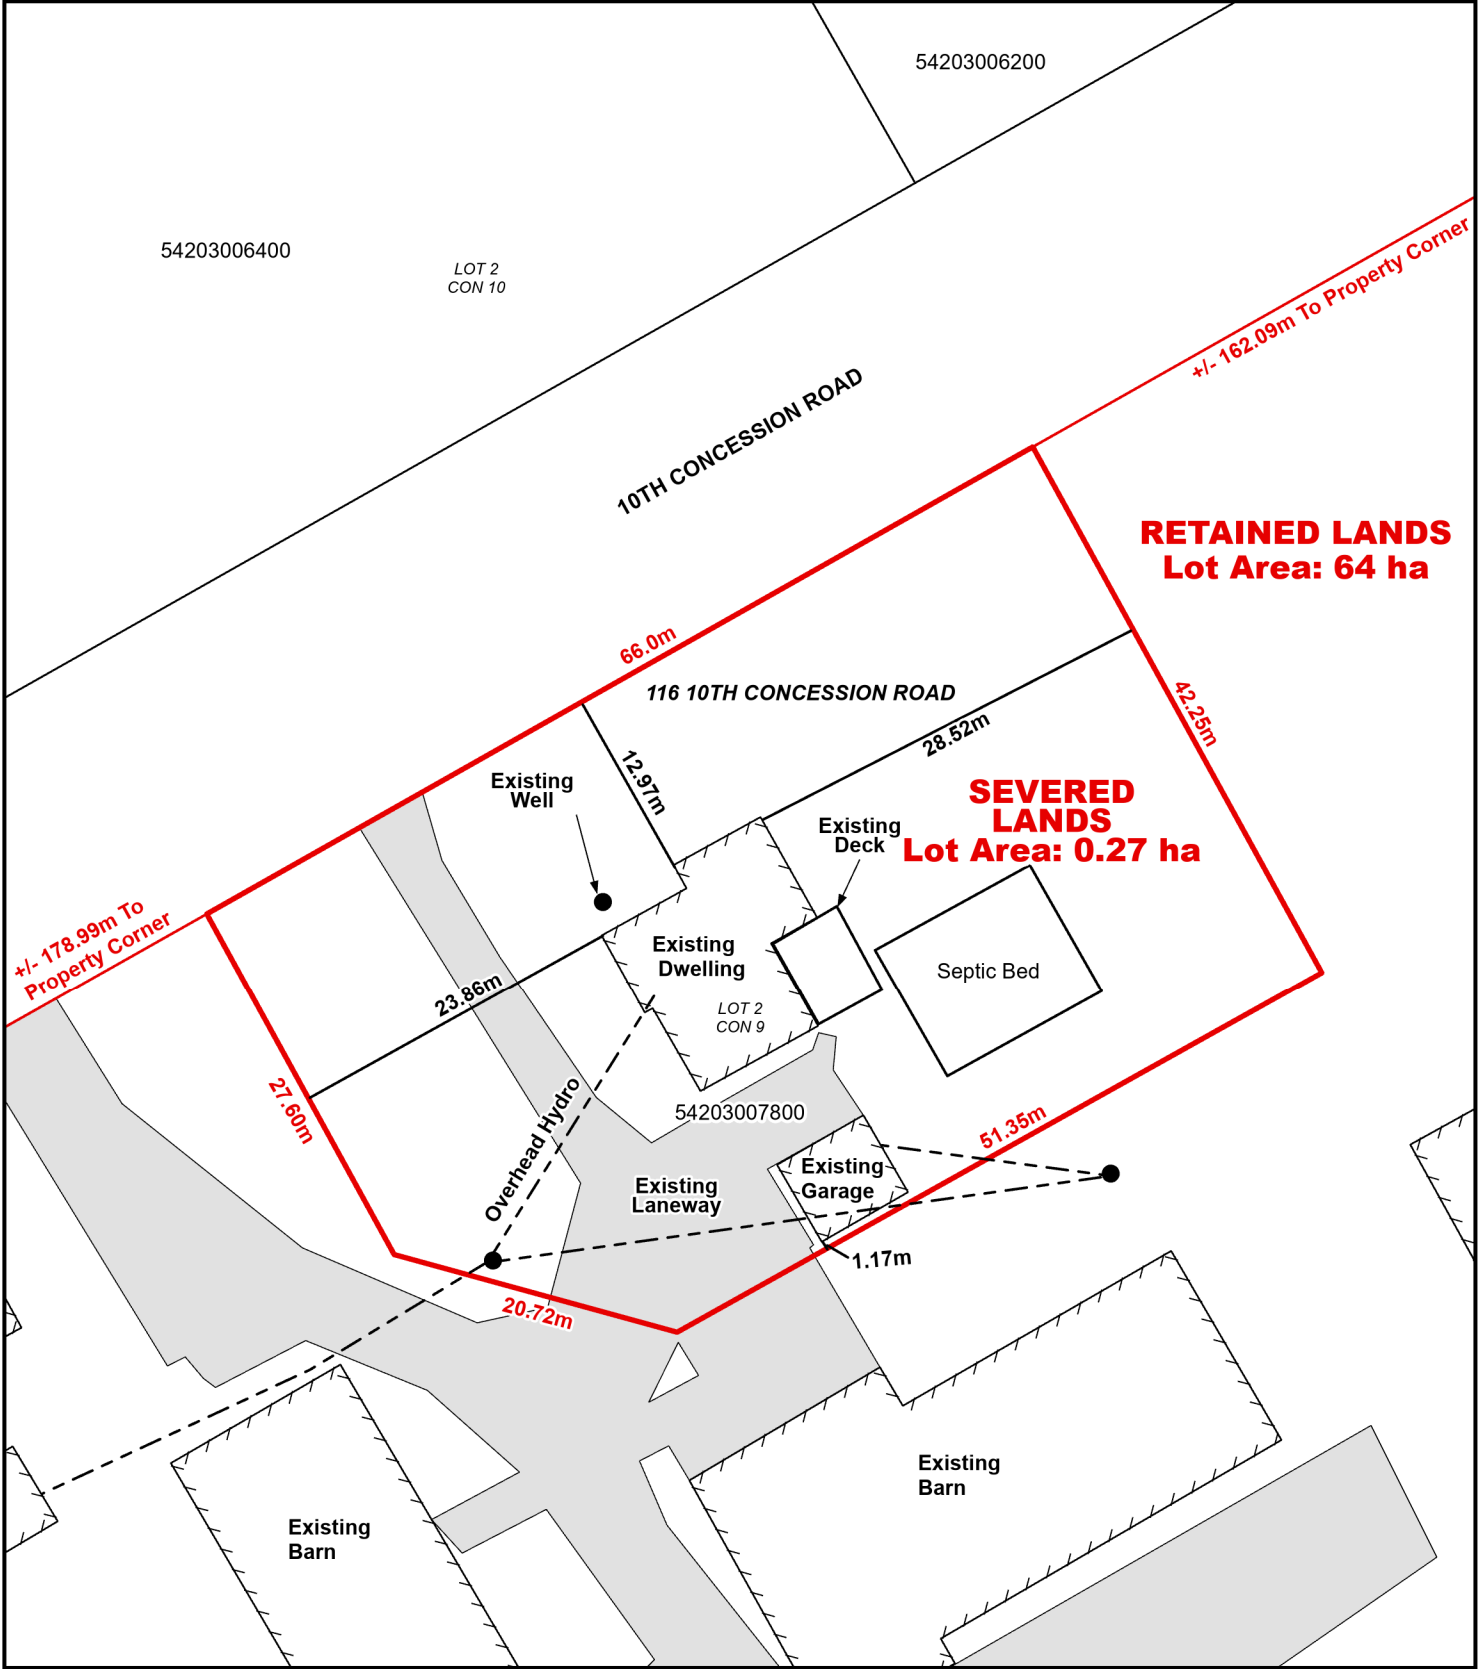 54203006200
54203006400
LOT 2
CON 10
+/- 162.09m To Property Corner
10TH CONCESSION ROAD
RETAINED LANDS
Lot Area: 64 ha
66.0m
116 10TH CONCESSION ROAD
42.25m
28.52m
12.97m
Existing
Well
SEVERED
LANDS
Lot Area: 0.27 ha
Existing
Deck
+/- 178.99m To
Property Corner
Existing
Dwelling
Septic Bed
23.86m
LOT 2
CON 9
27.60m
Overhead Hydro
54203007800
51.35m
Existing
Garage
Existing
Laneway
1.17m
20.72m
Existing
Barn
Existing
Barn